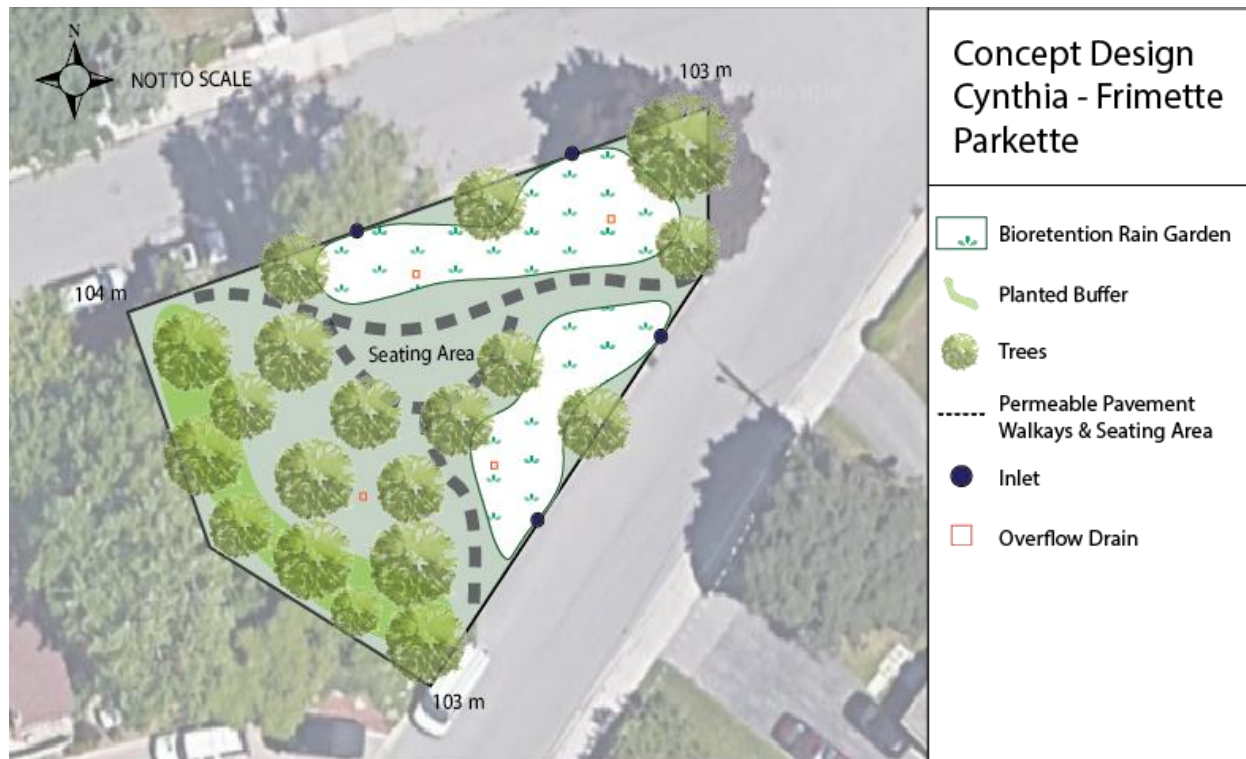 N
NOT TO SCALE
103 m
104 m
Seating Area
103 m
Concept Design
Cynthia - Frimette
Parkette
Bioretention Rain Garden
Planted Buffer
Trees
Permeable Pavement
Walkays & Seating Area
Inlet
Overflow Drain